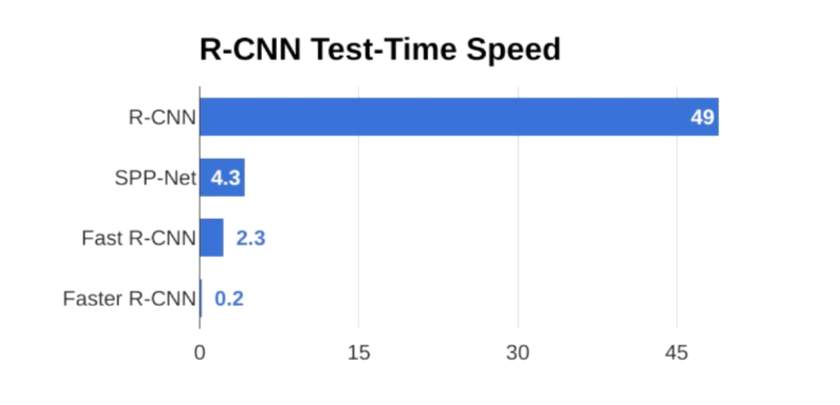 R-CNN Test-Time Speed
R-CNN 49
SPP-Net 4.3
Fast R-CNN 2.3
Faster R-CNN 0.2
0 15 30 45